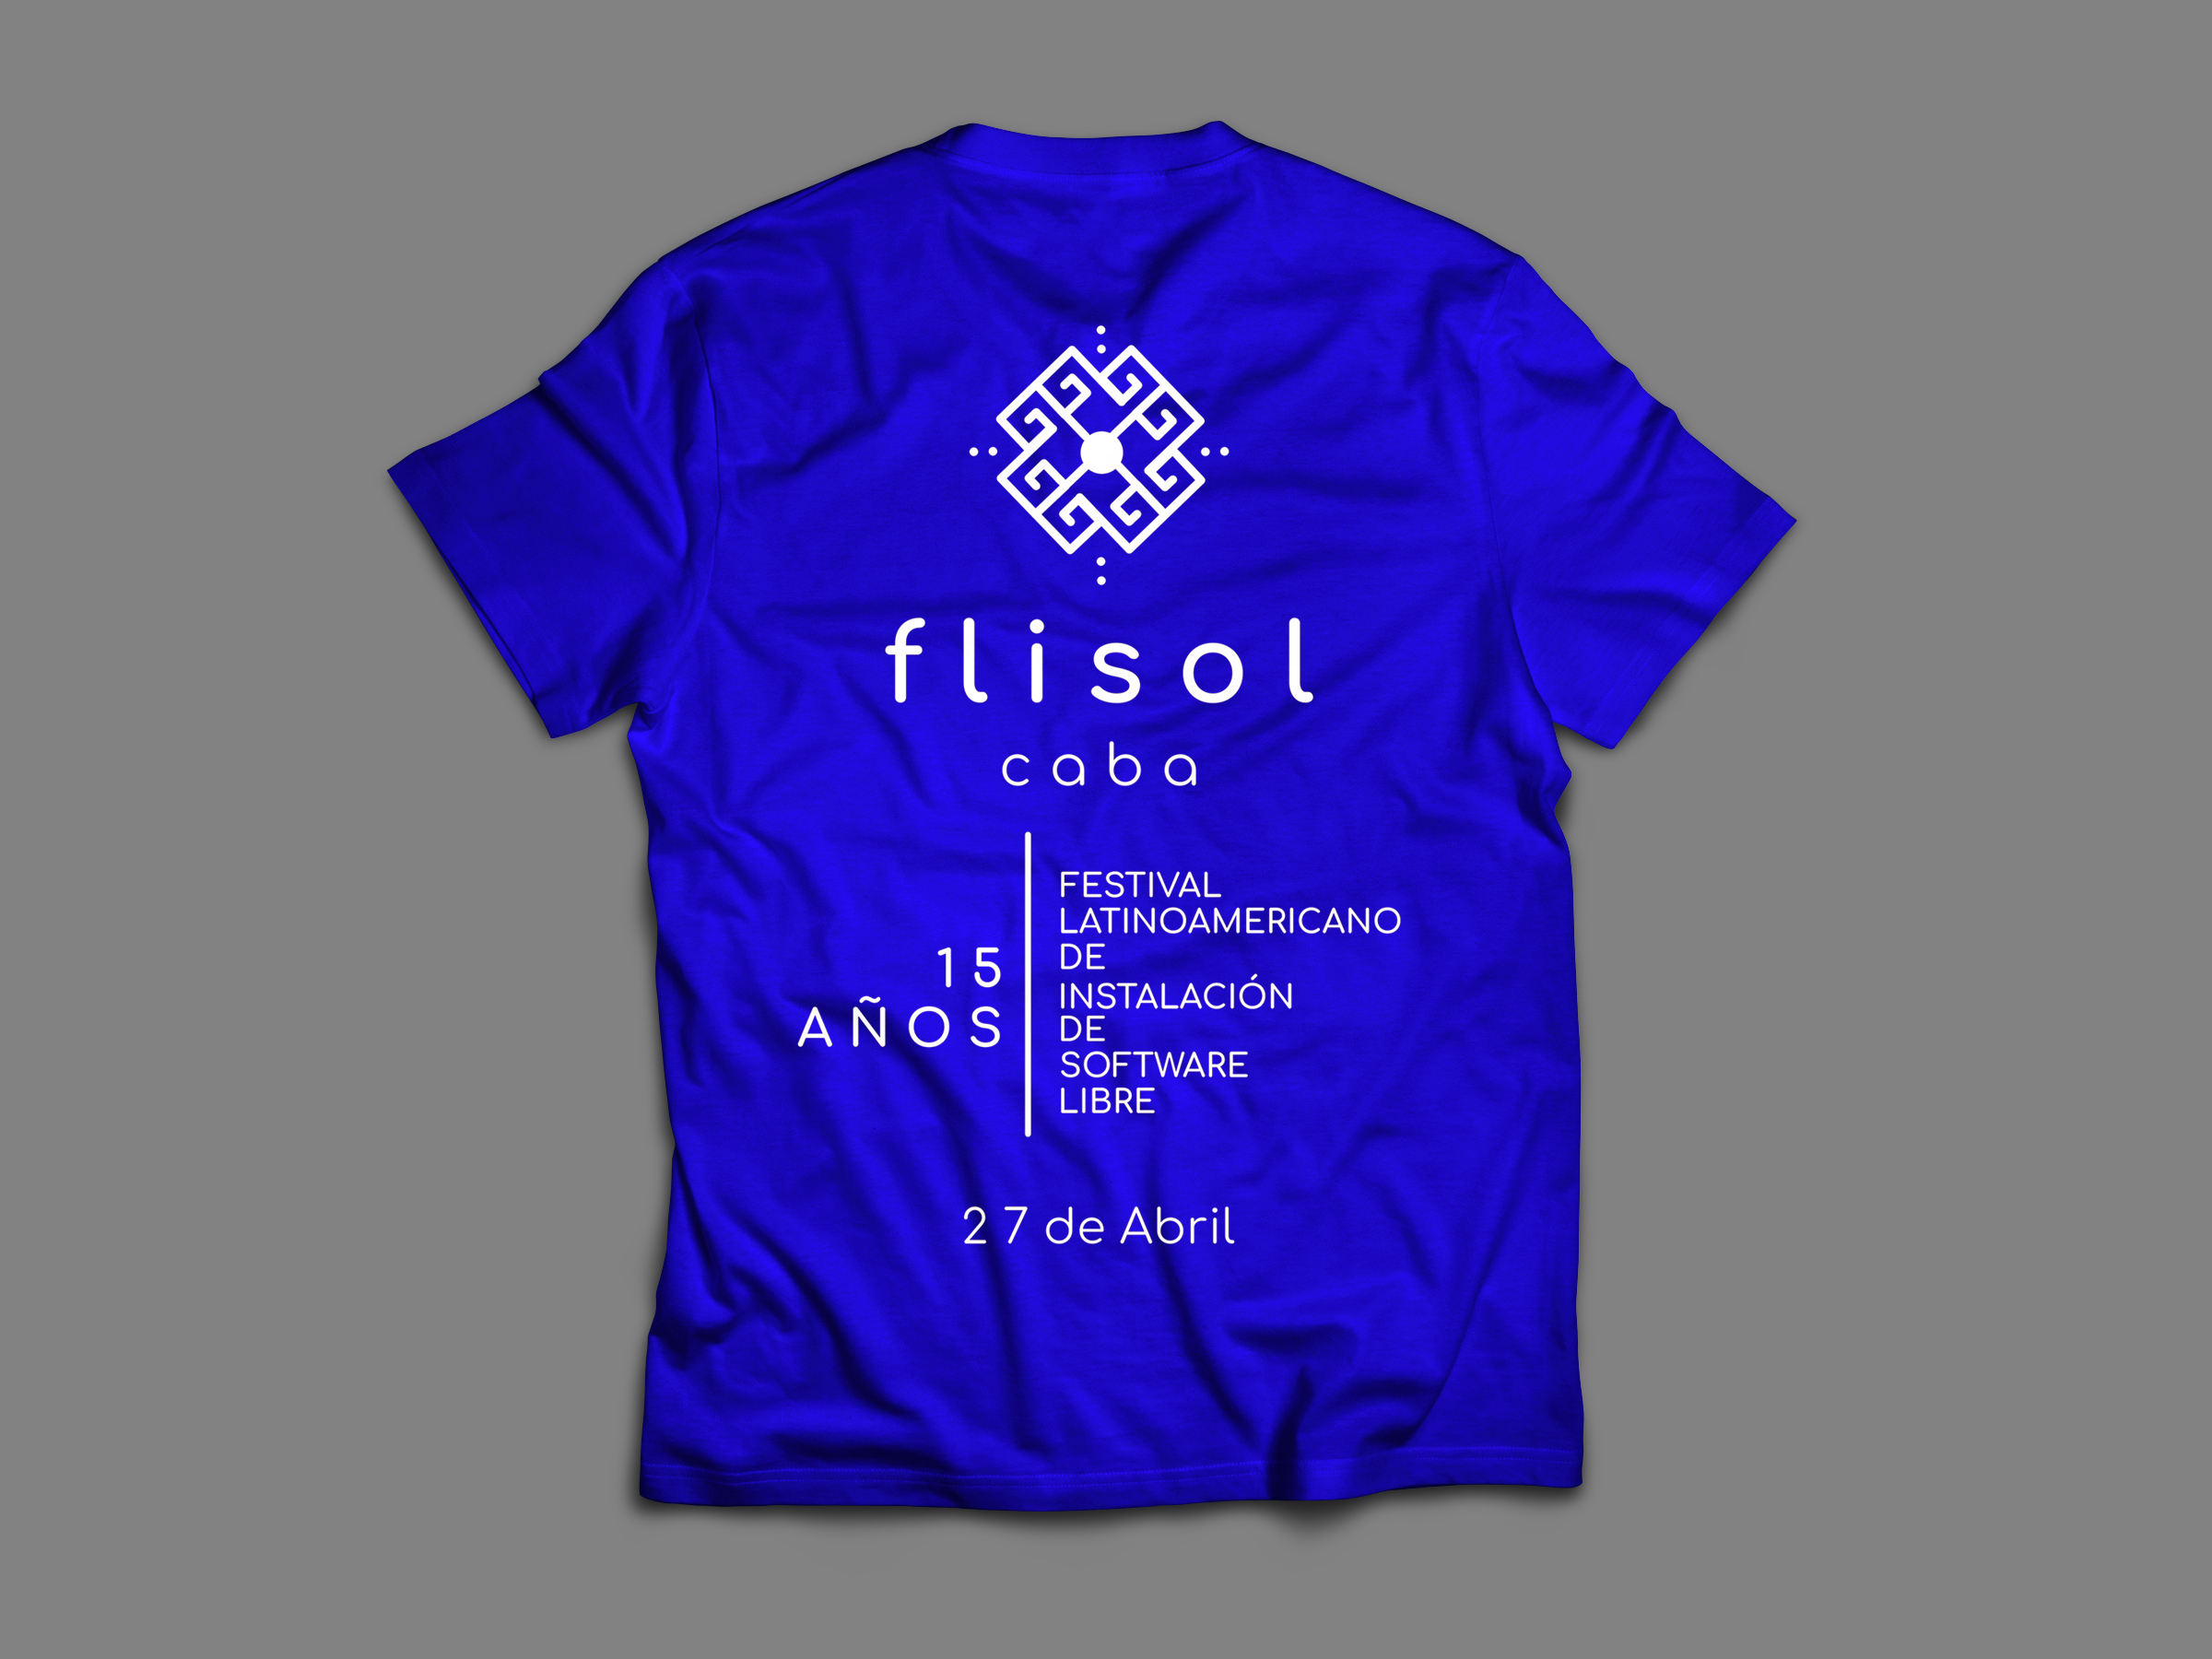 flisol
caba
15
AÑOS
FESTIVAL
LATINOAMERICANO
DE
INSTALACIÓN
DE
SOFTWARE
LIBRE
27 de Abril